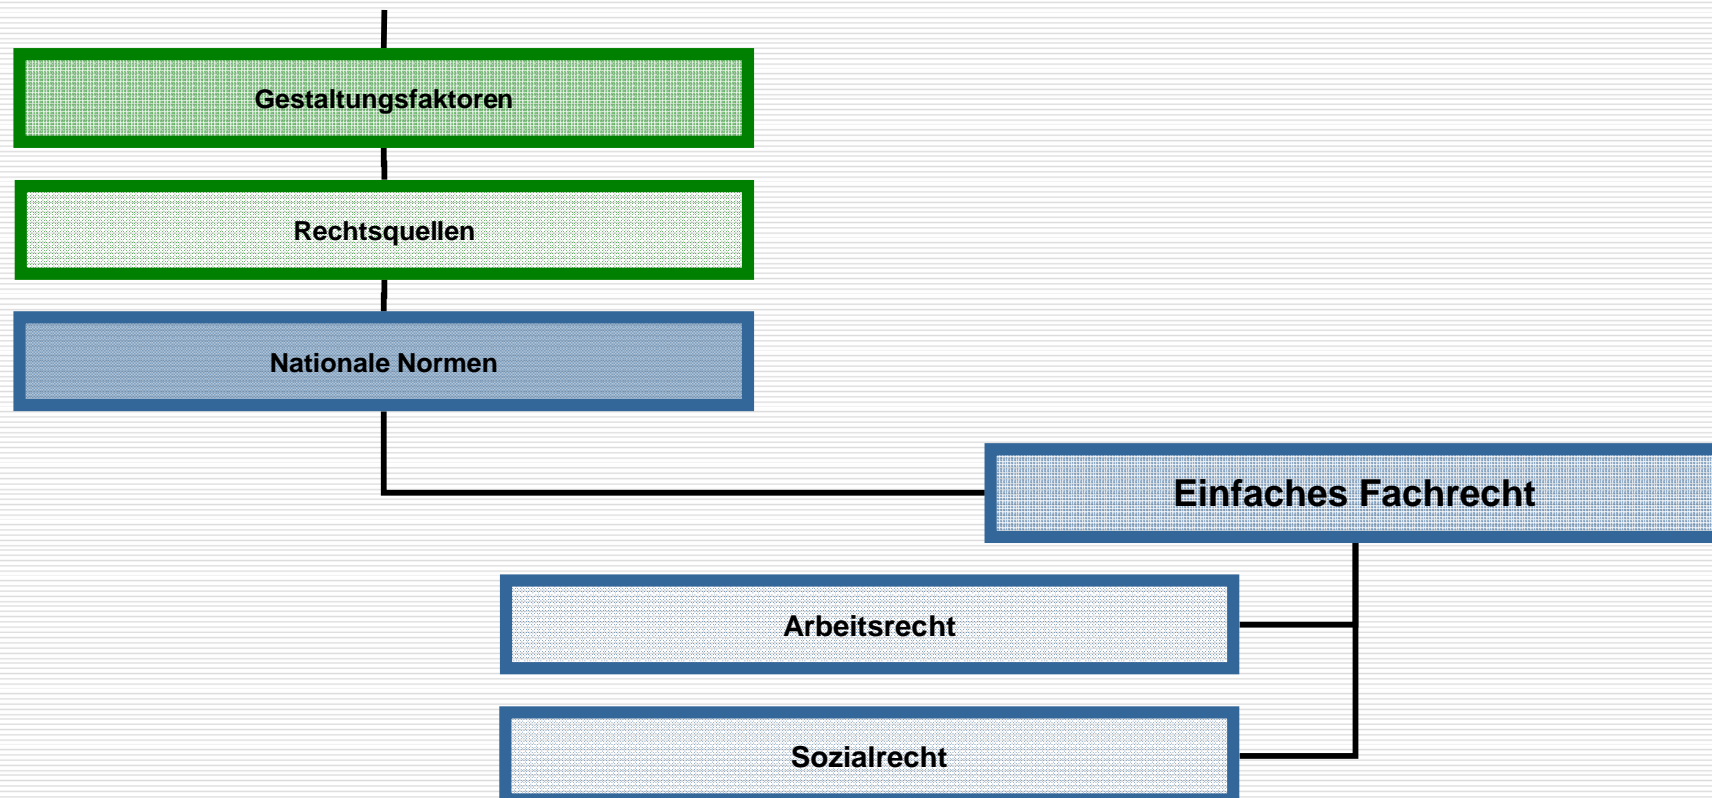 Gestaltungsfaktoren
Rechtsquellen
Nationale Normen
Einfaches Fachrecht
Arbeitsrecht
Sozialrecht